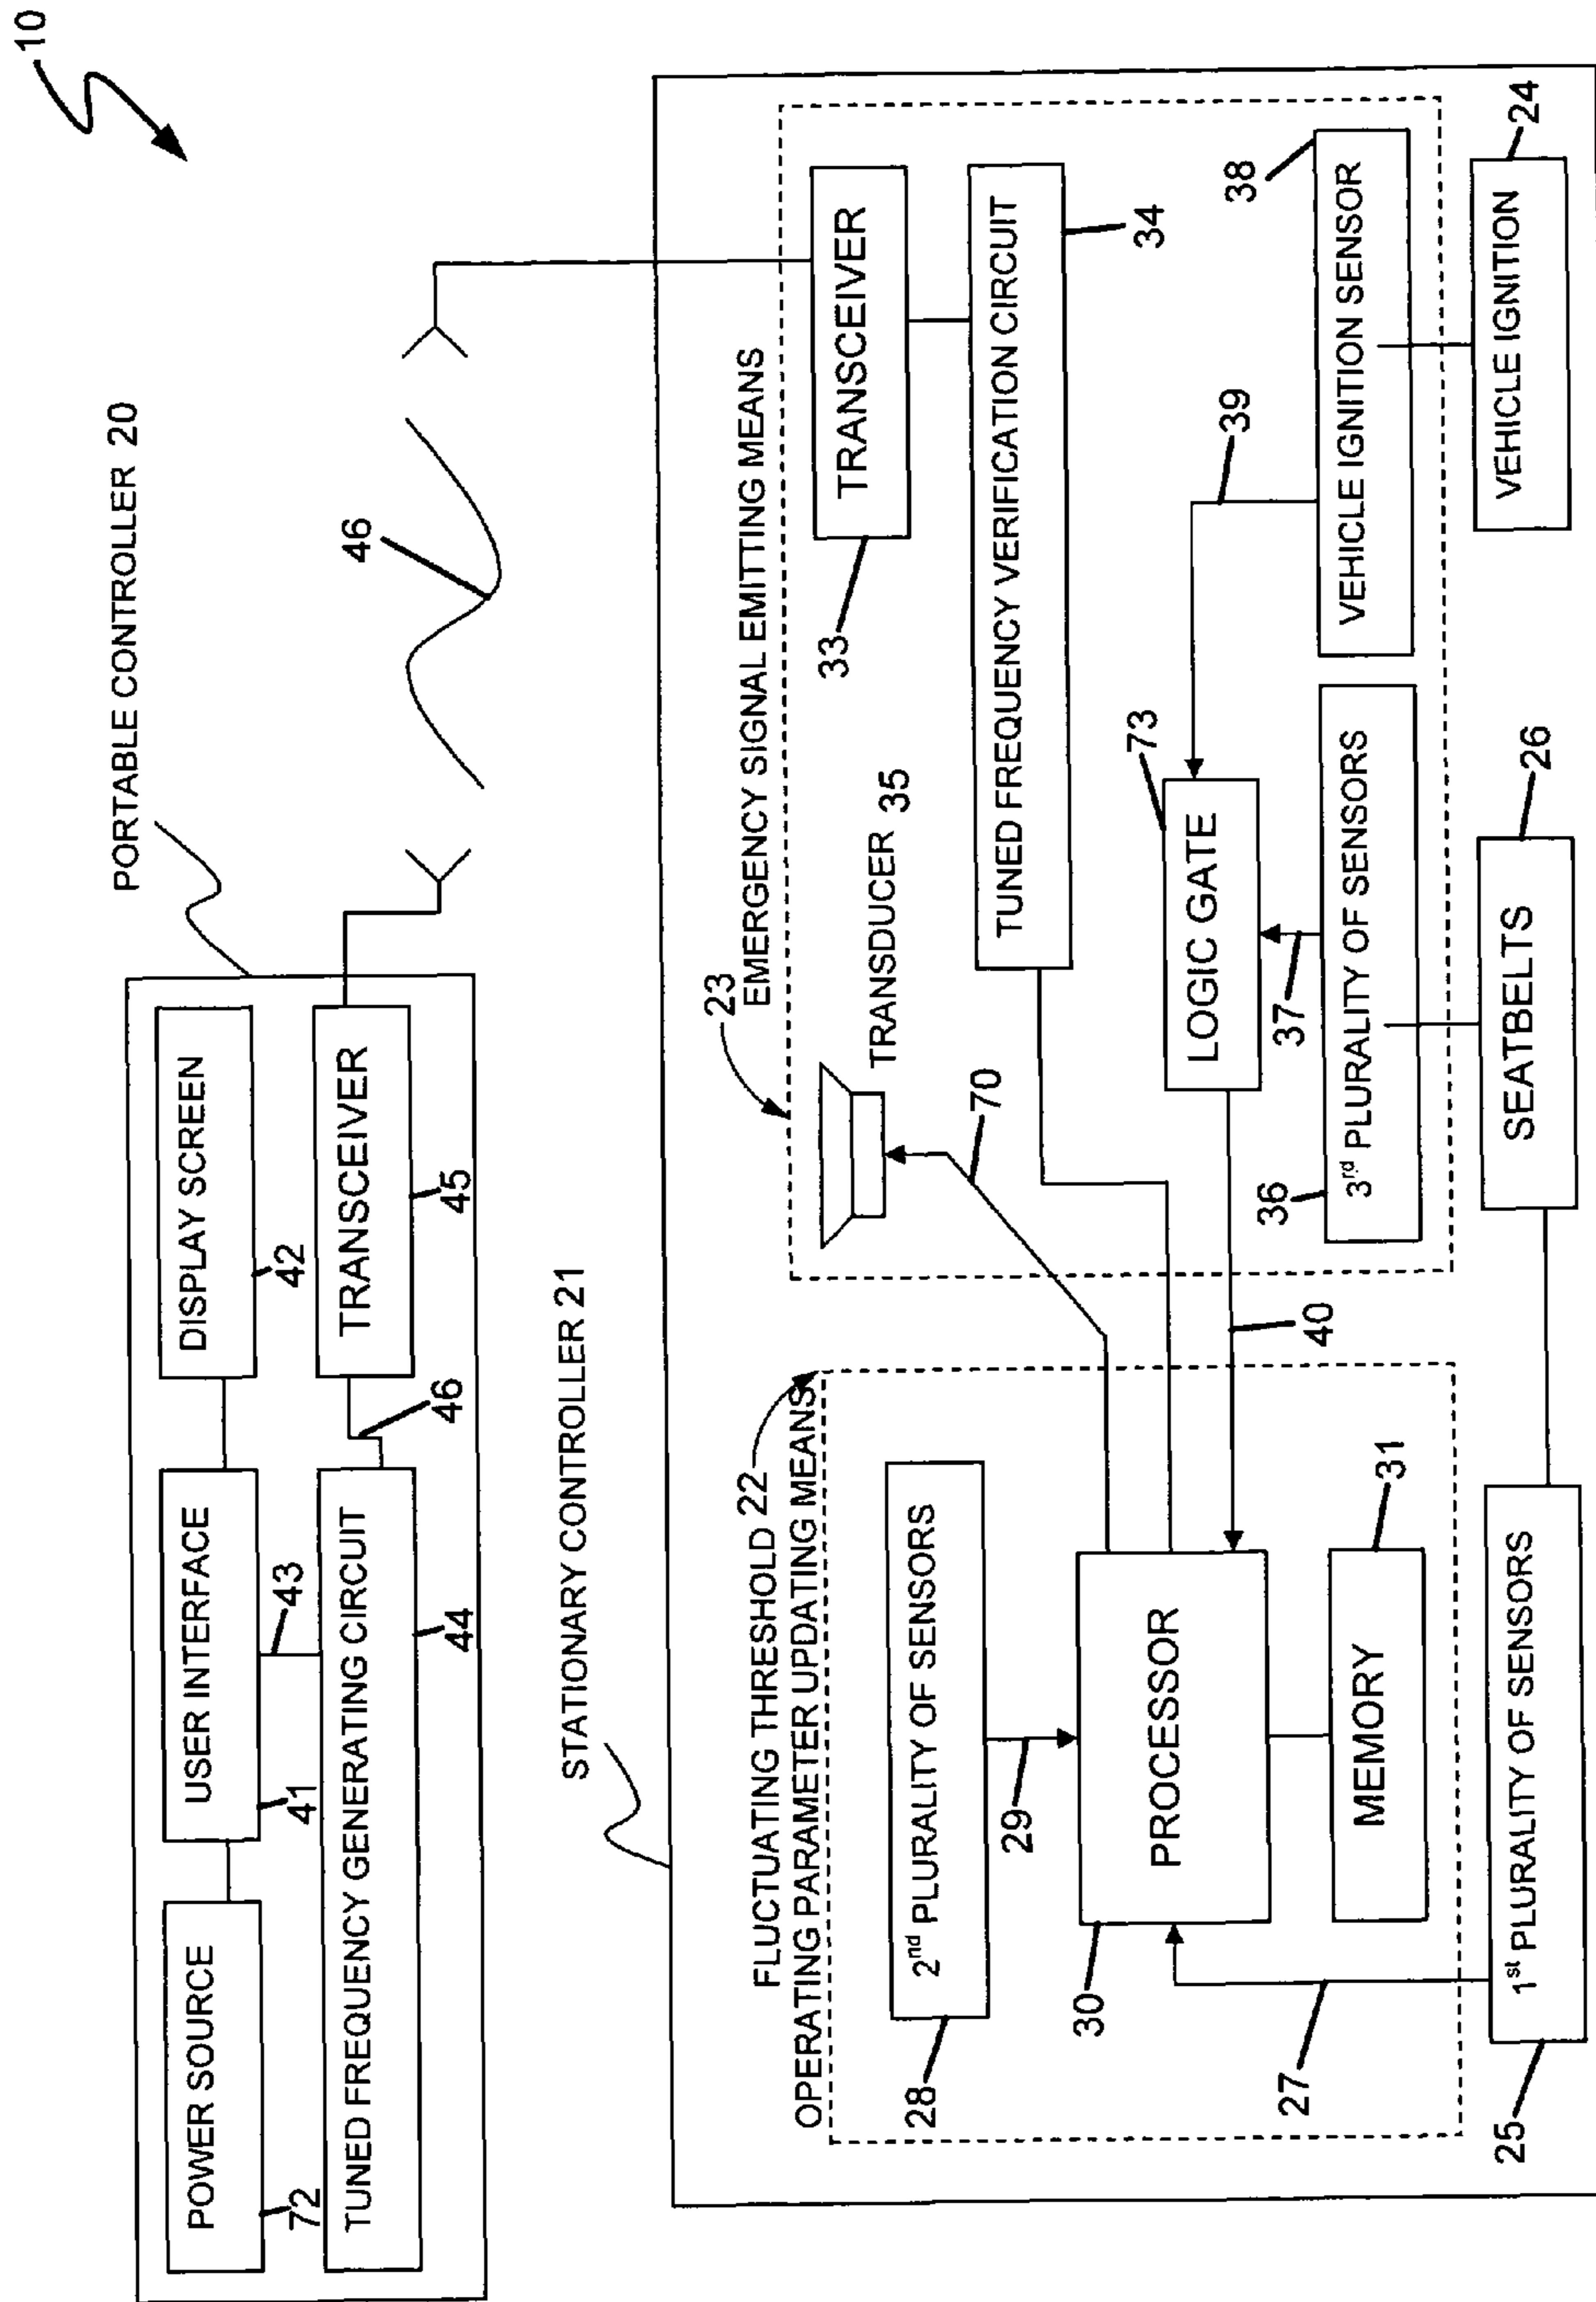 10
PORTABLE CONTROLLER 20
POWER SOURCE
72
USER INTERFACE
41
DISPLAY SCREEN
42
43
TUNED FREQUENCY GENERATING CIRCUIT
44
46
TRANSCEIVER
45
46
STATIONARY CONTROLLER 21
FLUCTUATING THRESHOLD 22
OPERATING PARAMETER UPDATING MEANS
2nd PLURALITY OF SENSORS
28
29
PROCESSOR
30
MEMORY
31
27
1st PLURALITY OF SENSORS
25
23
EMERGENCY SIGNAL EMITTING MEANS
TRANSDUCER 35
70
TRANSCEIVER
33
TUNED FREQUENCY VERIFICATION CIRCUIT
34
40
LOGIC GATE
73
39
37
3rd PLURALITY OF SENSORS
36
VEHICLE IGNITION SENSOR
38
SEATBELTS
26
VEHICLE IGNITION
24